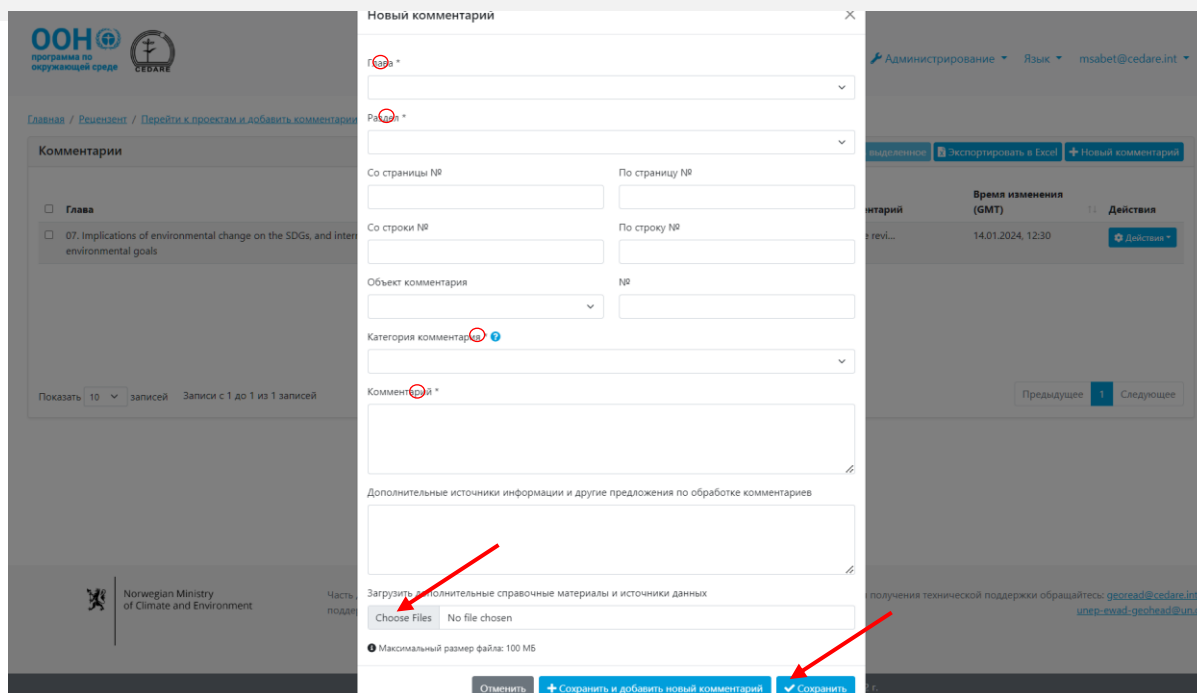 Новый комментарий
ООН
программа по
окружающей среде
CEDARE
Администрирование Язык msabet@cedare.int
Главная / Рецензент / Перейти к проектам и добавить комментарии
Комментарии
выделенное Экспортировать в Excel + Новый комментарий
Глава
нтарий
Время изменения
(GMT)
Действия
07. Implications of environmental change on the SDGs, and inter
environmental goals
revi...
14.01.2024, 12:30
Действия
Показать 10 записей Записи с 1 до 1 из 1 записей
Предыдущее 1 Следующее
Глава *
Раздел *
Со страницы № По страницу №
Со строки № По строку №
Объект комментария №
Категория комментария *
Комментарий *
Дополнительные источники информации и другие предложения по обработке комментариев
Загрузить дополнительные справочные материалы и источники данных
Choose Files No file chosen
Максимальный размер файла: 100 МБ
Отменить + Сохранить и добавить новый комментарий Сохранить
Norwegian Ministry
of Climate and Environment
Часть
поддер
получения технической поддержки обращайтесь: georead@cedare.int
unep-ewad-geohead@un.
г.